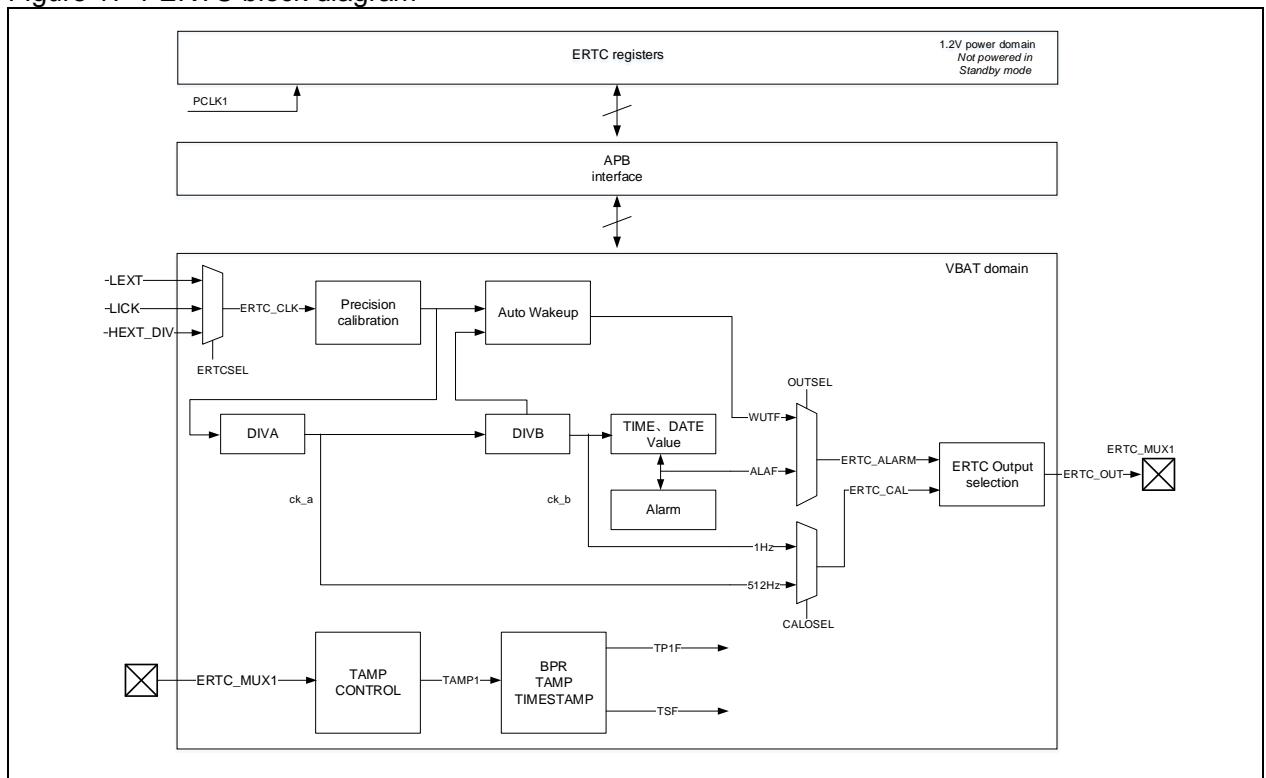 ERTC registers
1.2V power domain
Not powered in
Standby mode
PCLK1
APB
interface
VBAT domain
LEXT
LICK
HEXT_DIV
ERTC_CLK
ERTCSEL
Precision
calibration
Auto Wakeup
OUTSEL
DIVA
DIVB
TIME、DATE
Value
WUTF
ALAF
ERTC_ALARM
ERTC_CAL
ERTC Output
selection
ERTC_MUX1
ERTC_OUT
ck_a
ck_b
Alarm
1Hz
512Hz
CALOSEL
ERTC_MUX1
TAMP
CONTROL
TAMP1
BPR
TAMP
TIMESTAMP
TP1F
TSF